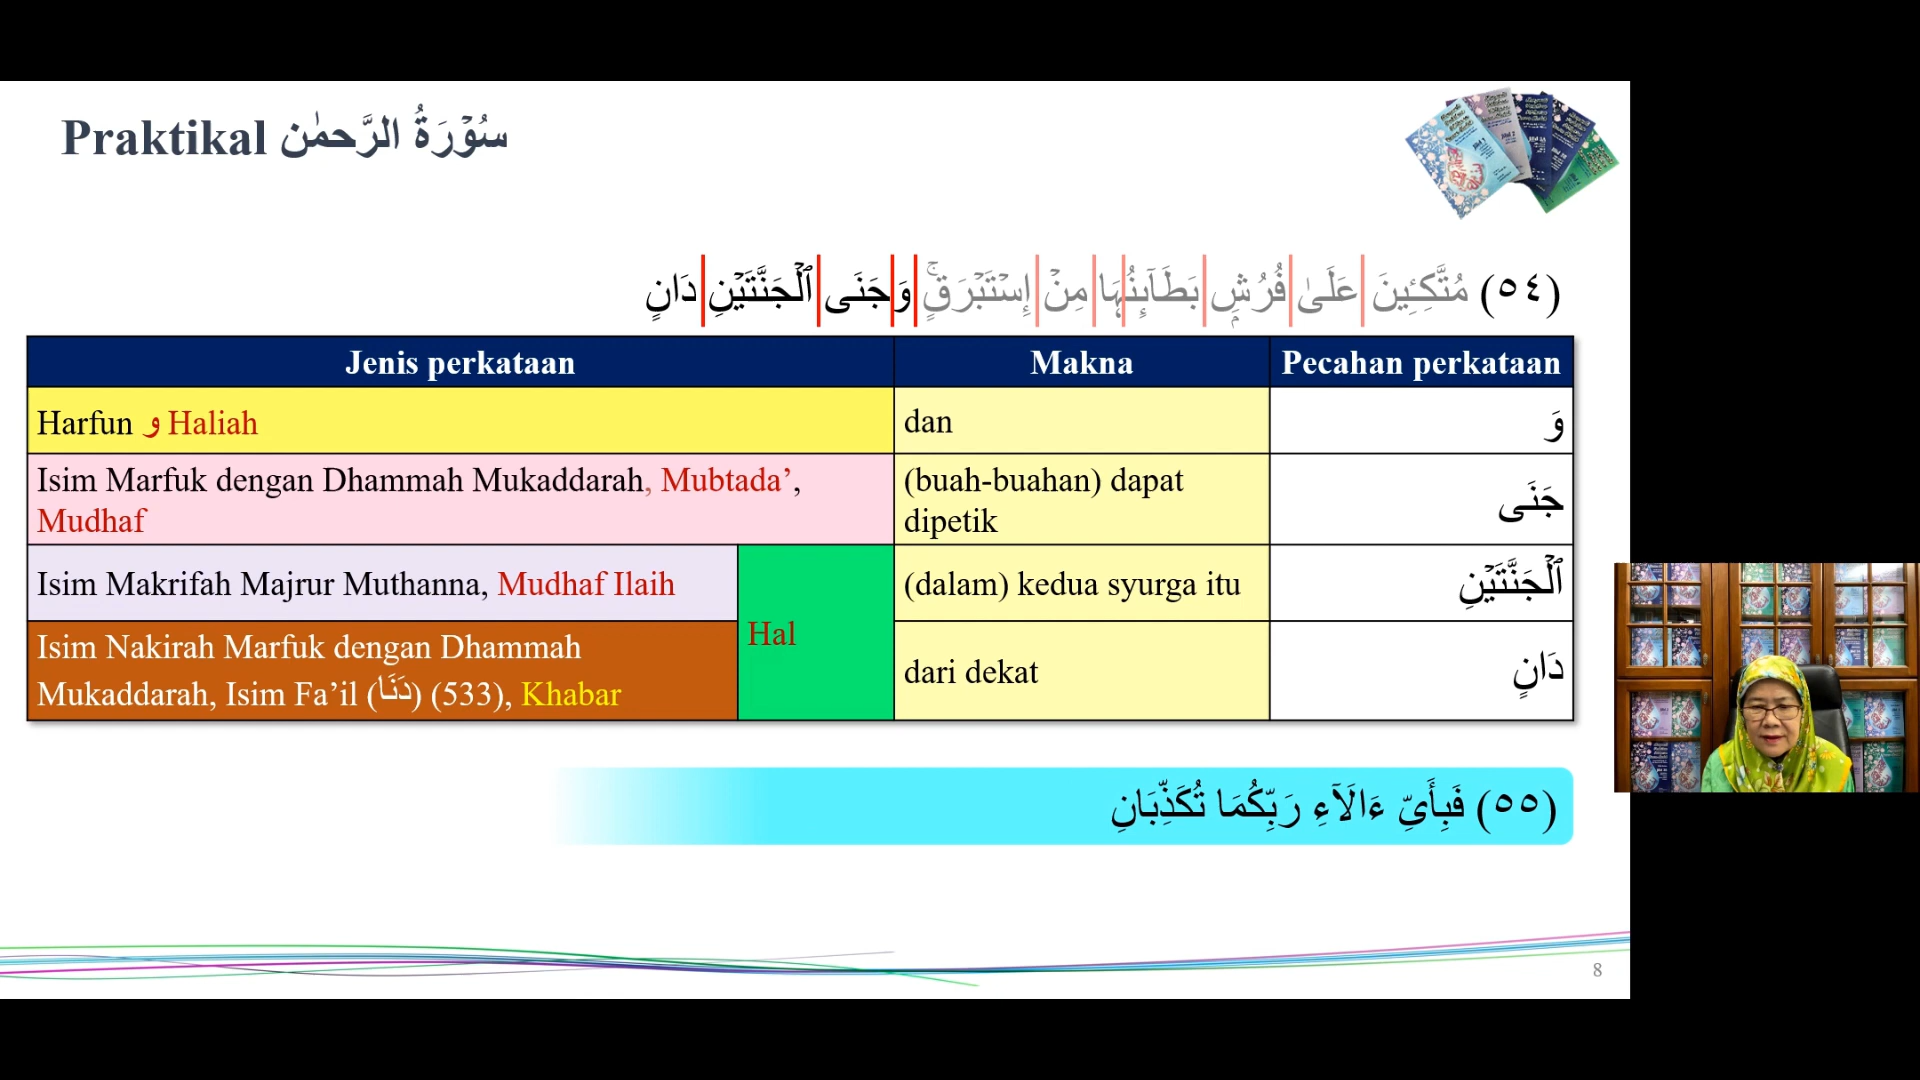 Praktikal سُوْرَةُ الرَّحمٰن
(٥٤) مُتَّكِـِٔينَ عَلَىٰ فُرُشٍۭ بَطَآئِنُهَا مِنْ إِسْتَبْرَقٍۚ وَجَنَى ٱلْجَنَّتَيْنِ دَانٍ
Jenis perkataan Makna Pecahan perkataan
Harfun و Haliah dan وَ
Isim Marfuk dengan Dhammah Mukaddarah, Mubtada’,
Mudhaf
(buah-buahan) dapat
dipetik
جَنَى
Isim Makrifah Majrur Muthanna, Mudhaf Ilaih
Hal
(dalam) kedua syurga itu ٱلْجَنَّتَيْنِ
Isim Nakirah Marfuk dengan Dhammah
Mukaddarah, Isim Fa’il (دَنَا) (533), Khabar
dari dekat دَانٍ
(٥٥) فَبِأَىِّ ءَالَآءِ رَبِّكُمَا تُكَذِّبَانِ
8